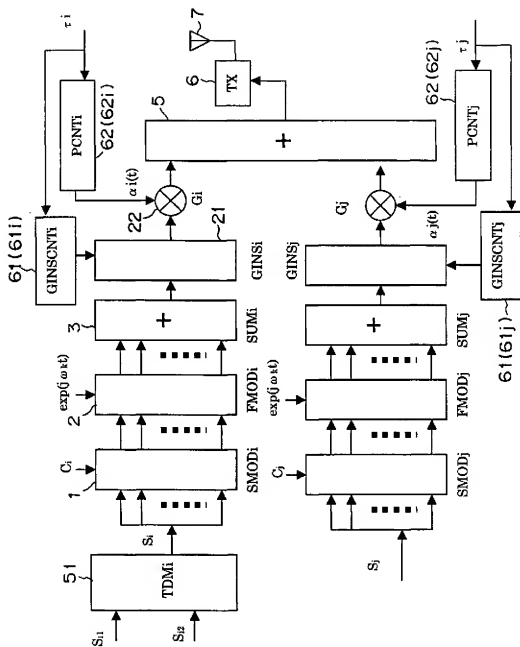 Si1
Si2
51
TDMi
Si
1
Ci
SMODi
2
exp(jωkt)
FMODi
3
+
SUMi
61(61i)
GINSCNTi
21
GINSi
22
Gi
αi(t)
62(62i)
PCNTi
τi
5
+
6
TX
7
Sj
Cj
SMODj
exp(jωkt)
FMODj
+
SUMj
GINSj
GINSCNTj
61(61j)
Gj
αj(t)
PCNTj
62(62j)
τj